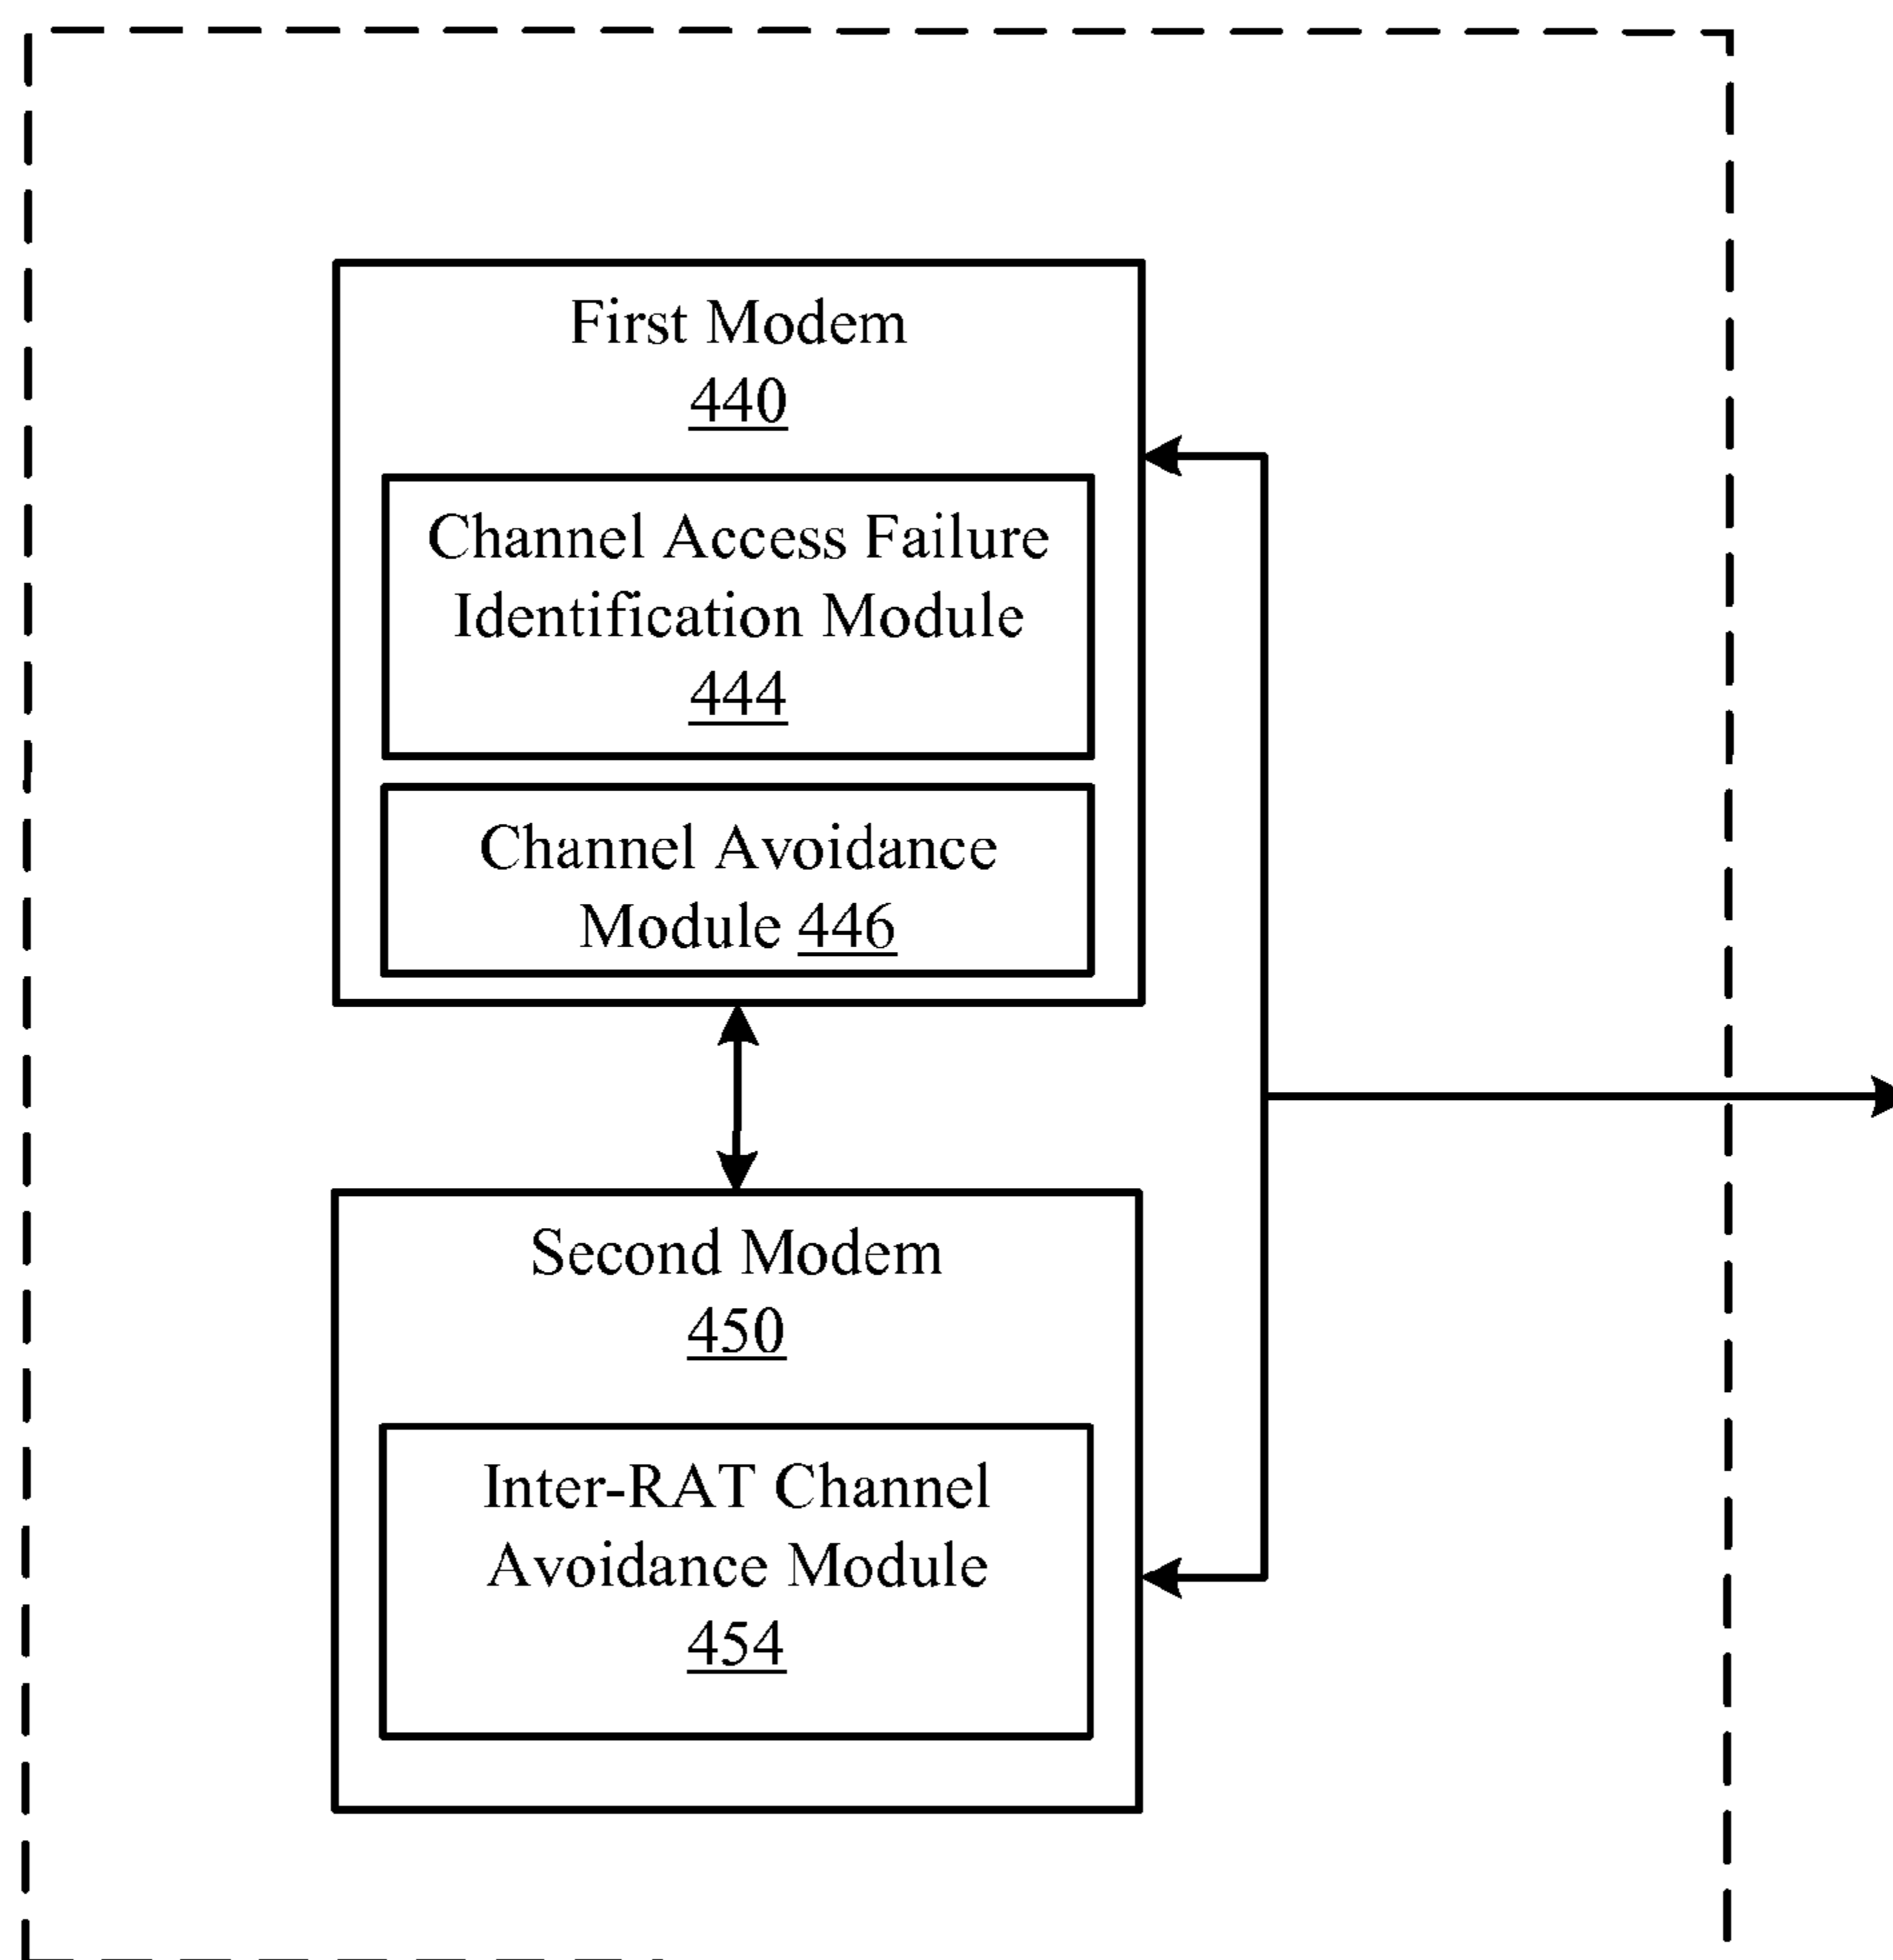 First Modem
440
Channel Access Failure
Identification Module
444
Channel Avoidance
Module 446
Second Modem
450
Inter-RAT Channel
Avoidance Module
454